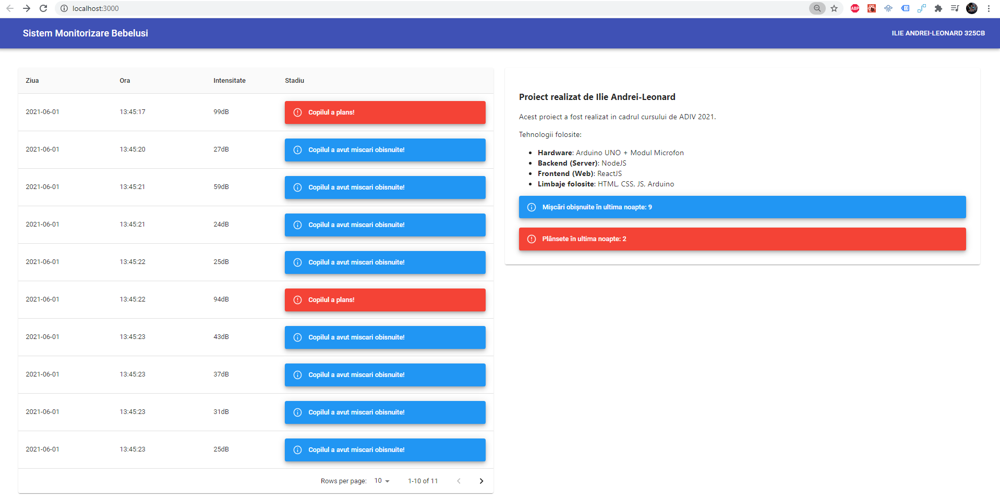 localhost:3000
ABP
Sistem Monitorizare Bebelusi
ILIE ANDREI-LEONARD 325CB
Ziua Ora Intensitate Stadiu
2021-06-01 13:45:17 99dB Copilul a plans!
2021-06-01 13:45:20 27dB Copilul a avut miscari obisnuite!
2021-06-01 13:45:21 59dB Copilul a avut miscari obisnuite!
2021-06-01 13:45:21 24dB Copilul a avut miscari obisnuite!
2021-06-01 13:45:22 25dB Copilul a avut miscari obisnuite!
2021-06-01 13:45:22 94dB Copilul a plans!
2021-06-01 13:45:23 43dB Copilul a avut miscari obisnuite!
2021-06-01 13:45:23 37dB Copilul a avut miscari obisnuite!
2021-06-01 13:45:23 31dB Copilul a avut miscari obisnuite!
2021-06-01 13:45:23 25dB Copilul a avut miscari obisnuite!
Rows per page: 10 1-10 of 11
Proiect realizat de Ilie Andrei-Leonard
Acest proiect a fost realizat in cadrul cursului de ADIV 2021.
Tehnologii folosite:
• Hardware: Arduino UNO + Modul Microfon
• Backend (Server): NodeJS
• Frontend (Web): ReactJS
• Limbaje folosite: HTML, CSS, JS, Arduino
Mișcări obișnuite în ultima noapte: 9
Plânsete în ultima noapte: 2